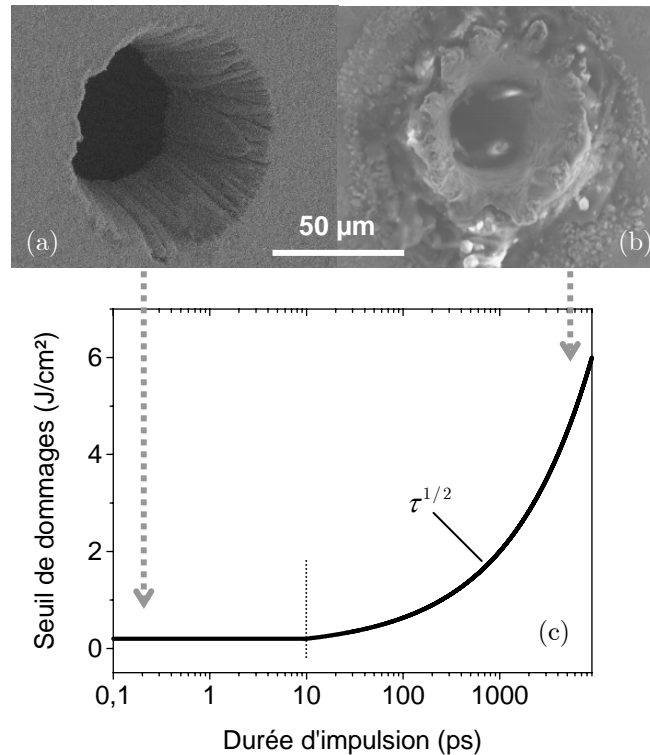 (a)
50 µm
(b)
6
4
2
0
Seuil de dommages (J/cm²)
τ^{1/2}
(c)
0,1
1
10
100
1000
Durée d'impulsion (ps)